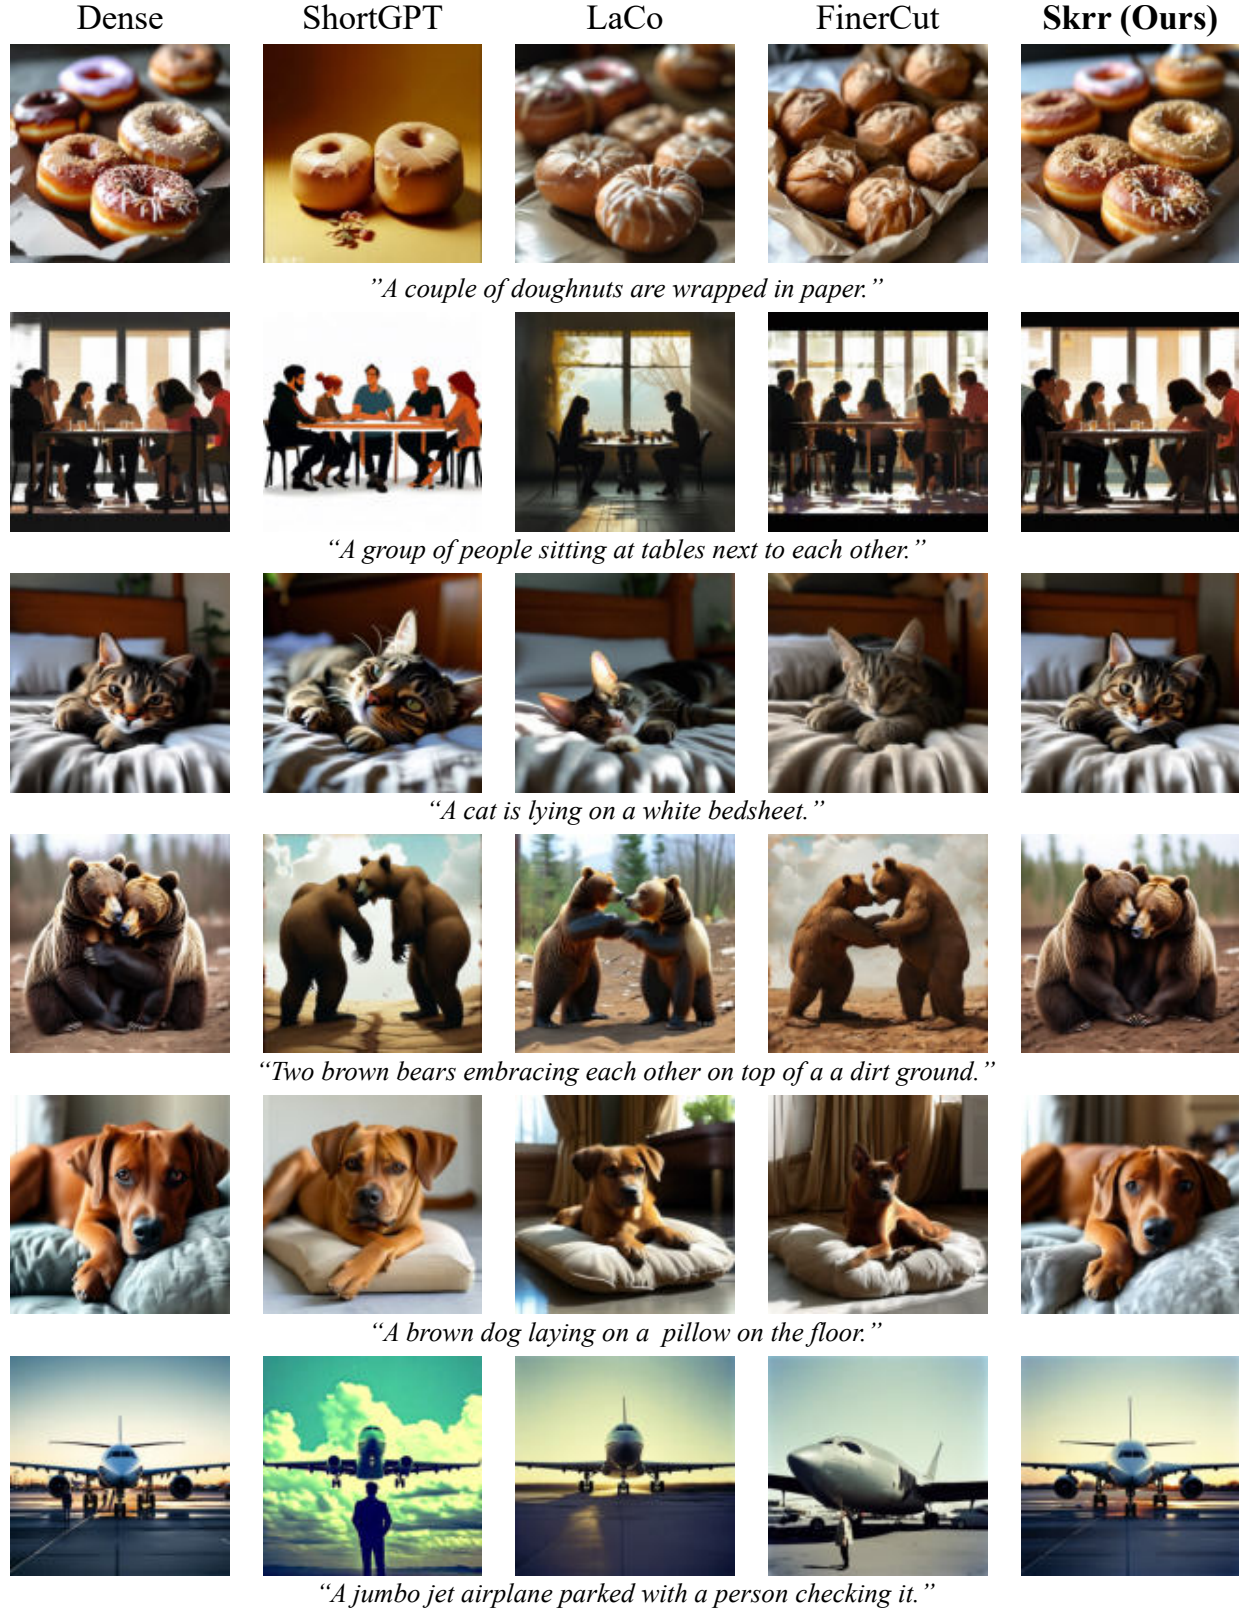 Dense ShortGPT LaCo FinerCut Skrr (Ours)
”A couple of doughnuts are wrapped in paper.”
“A group of people sitting at tables next to each other.”
“A cat is lying on a white bedsheet.”
“Two brown bears embracing each other on top of a a dirt ground.”
“A brown dog laying on a pillow on the floor.”
“A jumbo jet airplane parked with a person checking it.”